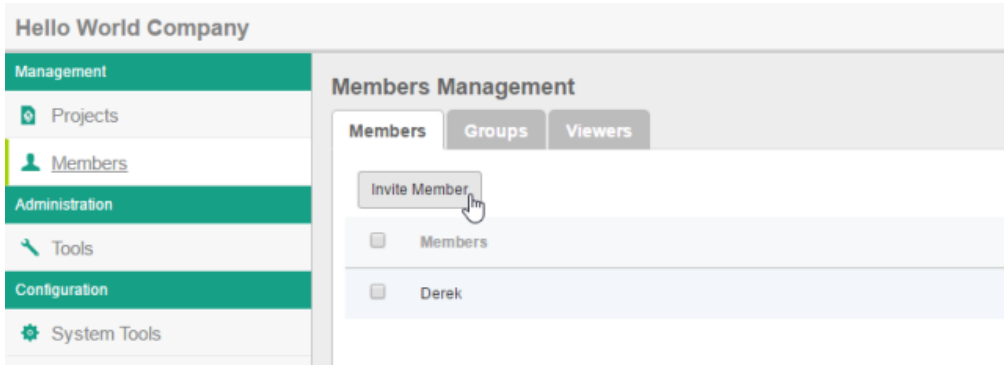 Hello World Company
Management
Projects
Members
Administration
Tools
Configuration
System Tools
Members Management
Members Groups Viewers
Invite Member
Members
Derek